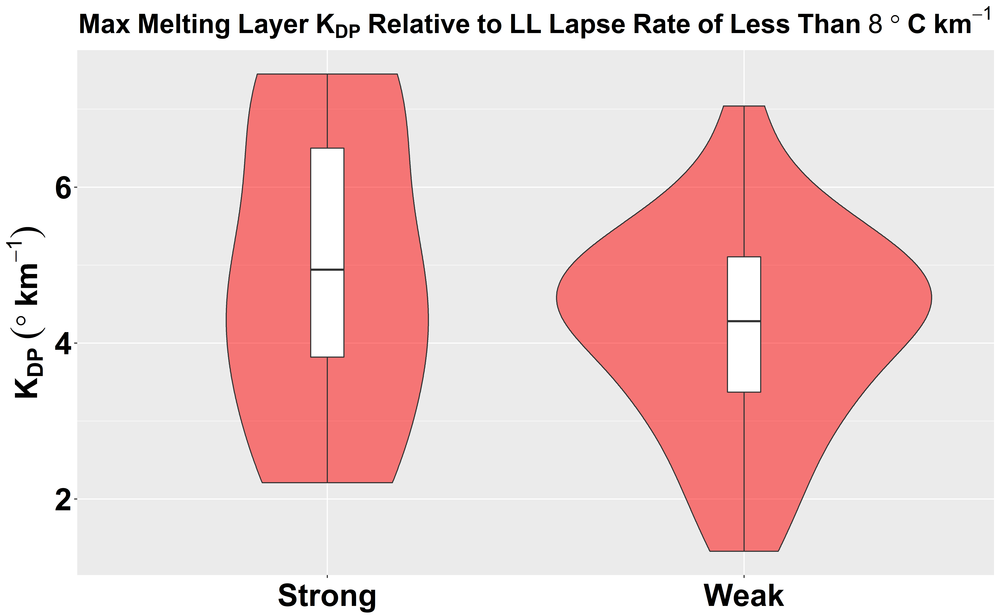 Max Melting Layer K_DP Relative to LL Lapse Rate of Less Than 8 ° C km⁻¹
K_DP (° km⁻¹)
6
4
2
Strong
Weak